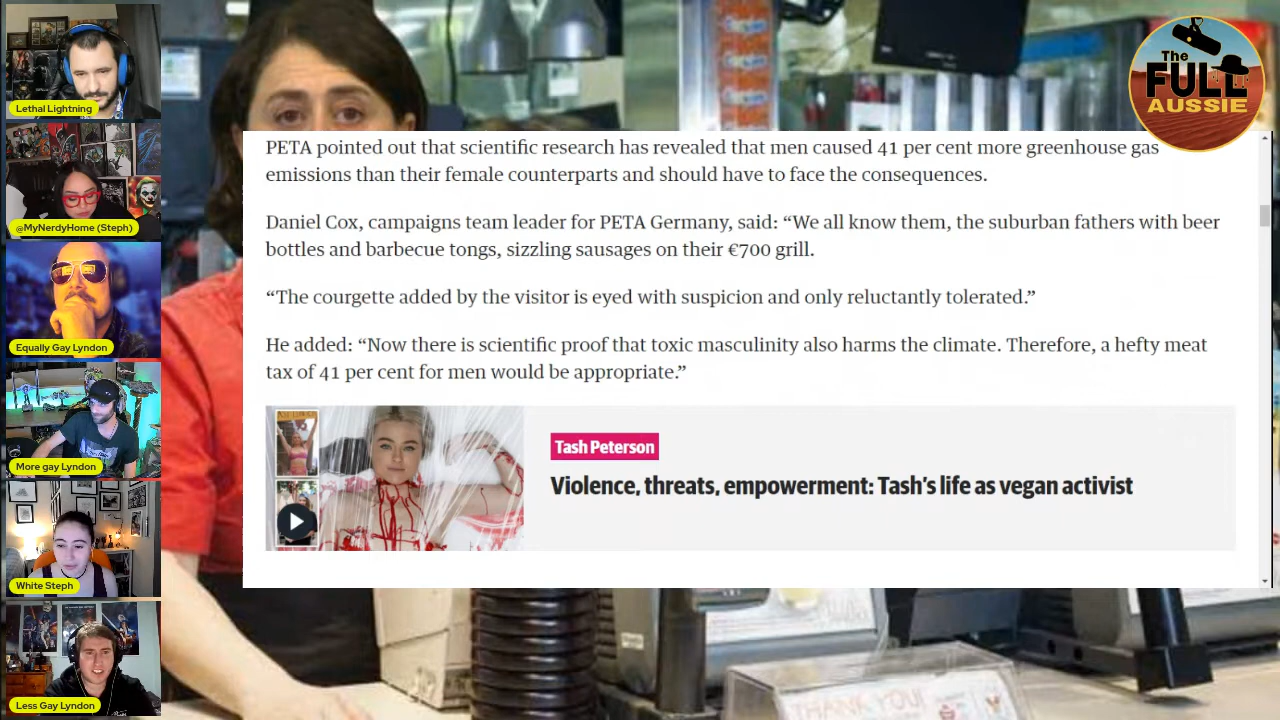 Lethal Lightning
@MyNerdyHome (Steph)
Equally Gay Lyndon
More gay Lyndon
White Steph
Less Gay Lyndon
The
FULL
AUSSIE
PETA pointed out that scientific research has revealed that men caused 41 per cent more greenhouse gas
emissions than their female counterparts and should have to face the consequences.
Daniel Cox, campaigns team leader for PETA Germany, said: “We all know them, the suburban fathers with beer
bottles and barbecue tongs, sizzling sausages on their €700 grill.
“The courgette added by the visitor is eyed with suspicion and only reluctantly tolerated.”
He added: “Now there is scientific proof that toxic masculinity also harms the climate. Therefore, a hefty meat
tax of 41 per cent for men would be appropriate.”
Tash Peterson
Violence, threats, empowerment: Tash’s life as vegan activist
THANK YOU